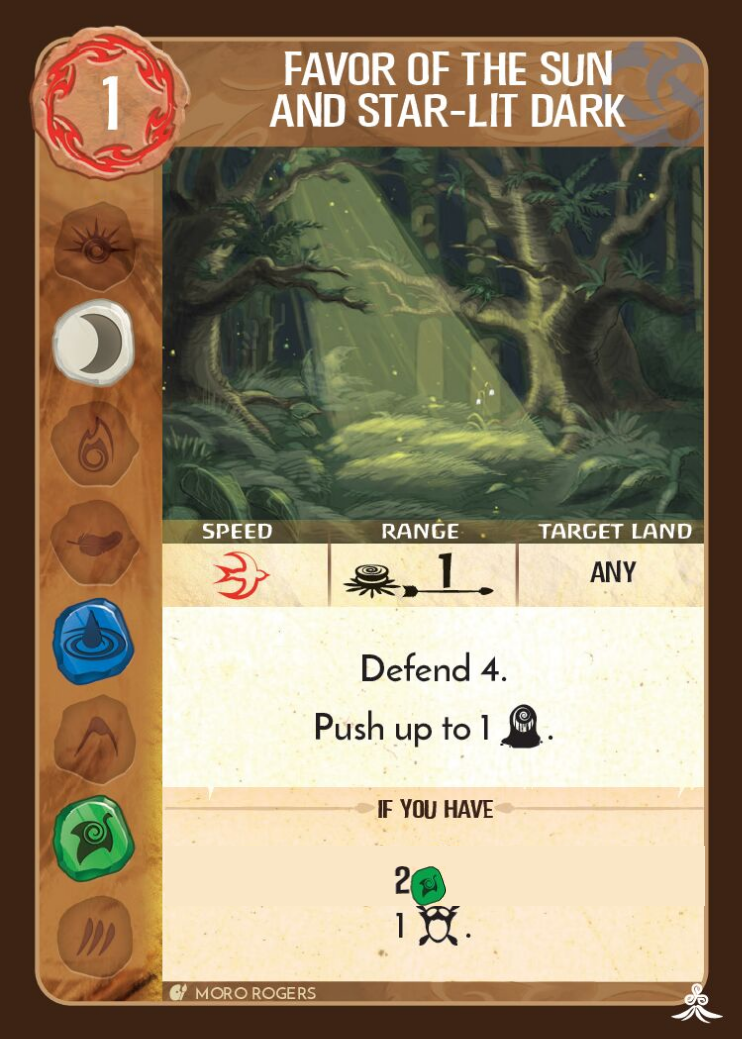 1
FAVOR OF THE SUN
AND STAR-LIT DARK
SPEED RANGE TARGET LAND
1 ANY
Defend 4.
Push up to 1 .
IF YOU HAVE
2
1 .
MORO ROGERS